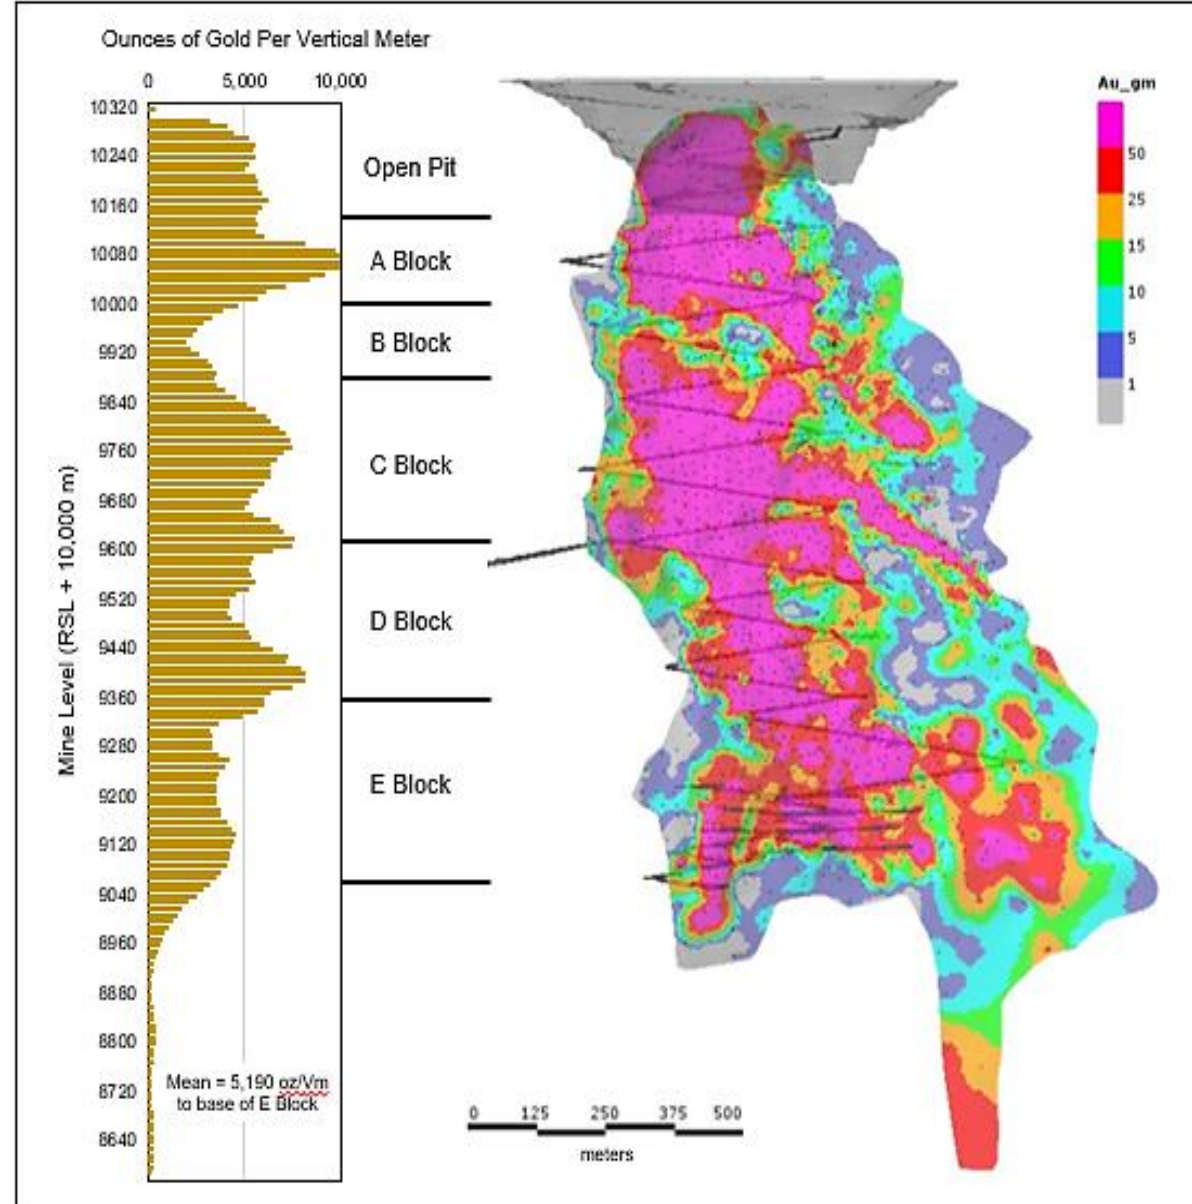 Ounces of Gold Per Vertical Meter
0 5,000 10,000
10320
10240
10160
10080
10000
9920
9840
9760
9680
9600
9520
9440
9360
9280
9200
9120
9040
8960
8880
8800
8720
8640
Mine Level (RSL + 10,000 m)
Open Pit
A Block
B Block
C Block
D Block
E Block
Mean = 5,190 oz/Vm
to base of E Block
Au_gm
50
25
15
10
5
1
0 125 250 375 500
meters